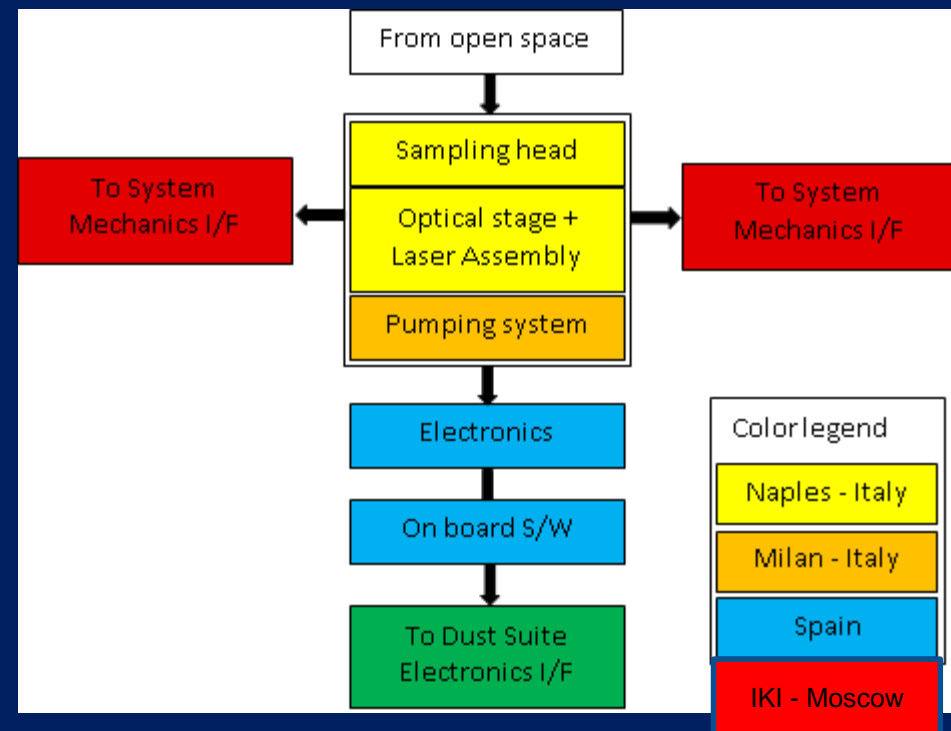 From open space
Sampling head
To System
Mechanics I/F
Optical stage +
Laser Assembly
To System
Mechanics I/F
Pumping system
Electronics
On board S/W
To Dust Suite
Electronics I/F
Color legend
Naples - Italy
Milan - Italy
Spain
IKI - Moscow